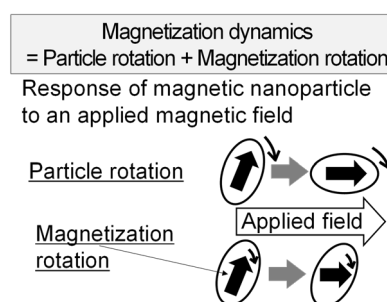 Magnetization dynamics
= Particle rotation + Magnetization rotation
Response of magnetic nanoparticle
to an applied magnetic field
Particle rotation
Applied field
Magnetization
rotation